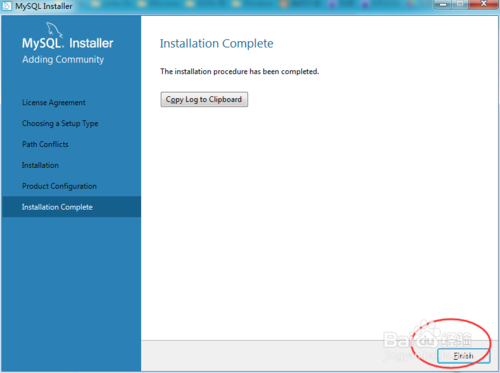 MySQL Installer
MySQL. Installer
Adding Community
License Agreement
Choosing a Setup Type
Path Conflicts
Installation
Product Configuration
Installation Complete
Installation Complete
The installation procedure has been completed.
Copy Log to Clipboard
Baidu 经验
Finish